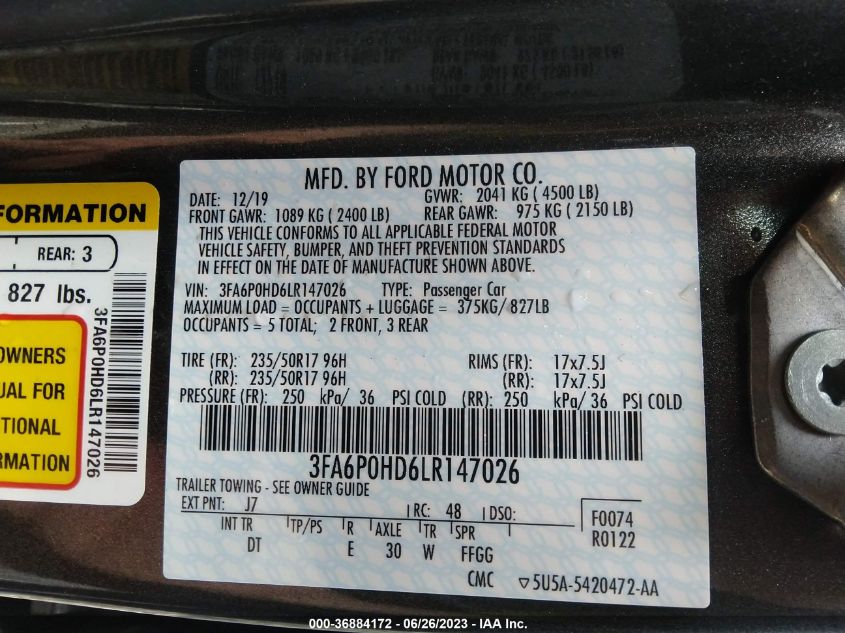 MFD. BY FORD MOTOR CO.
DATE: 12/19 GVWR: 2041 KG ( 4500 LB)
FRONT GAWR: 1089 KG ( 2400 LB) REAR GAWR: 975 KG ( 2150 LB)
THIS VEHICLE CONFORMS TO ALL APPLICABLE FEDERAL MOTOR
VEHICLE SAFETY, BUMPER, AND THEFT PREVENTION STANDARDS
IN EFFECT ON THE DATE OF MANUFACTURE SHOWN ABOVE.
VIN: 3FA6P0HD6LR147026 TYPE: Passenger Car
MAXIMUM LOAD = OCCUPANTS + LUGGAGE = 375KG/ 827LB
OCCUPANTS = 5 TOTAL; 2 FRONT, 3 REAR
TIRE (FR): 235/50R17 96H RIMS (FR): 17x7.5J
(RR): 235/50R17 96H (RR): 17x7.5J
PRESSURE (FR): 250 kPa/ 36 PSI COLD (RR): 250 kPa/ 36 PSI COLD
3FA6P0HD6LR147026
TRAILER TOWING - SEE OWNER GUIDE
EXT PNT: J7 RC: 48 DSO: F0074
INT TR TP/PS R AXLE TR SPR R0122
DT E 30 W FFGG
CMC 5U5A-5420472-AA
FORMATION
REAR: 3
827 lbs.
OWNERS
UAL FOR
TIONAL
RMATION
3FA6P0HD6LR147026
000-36884172 - 06/26/2023 - IAA Inc.